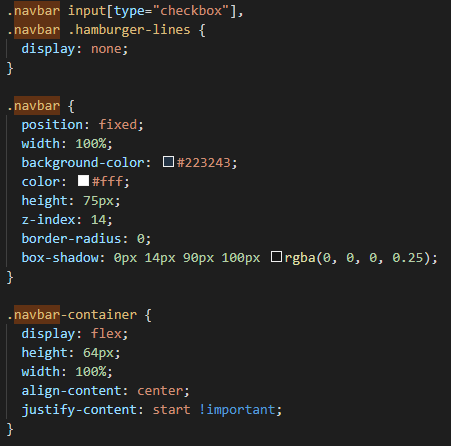 .navbar input[type="checkbox"],
.navbar .hamburger-lines {
  display: none;
}

.navbar {
  position: fixed;
  width: 100%;
  background-color: #223243;
  color: #fff;
  height: 75px;
  z-index: 14;
  border-radius: 0;
  box-shadow: 0px 14px 90px 100px rgba(0, 0, 0, 0.25);
}

.navbar-container {
  display: flex;
  height: 64px;
  width: 100%;
  align-content: center;
  justify-content: start !important;
}